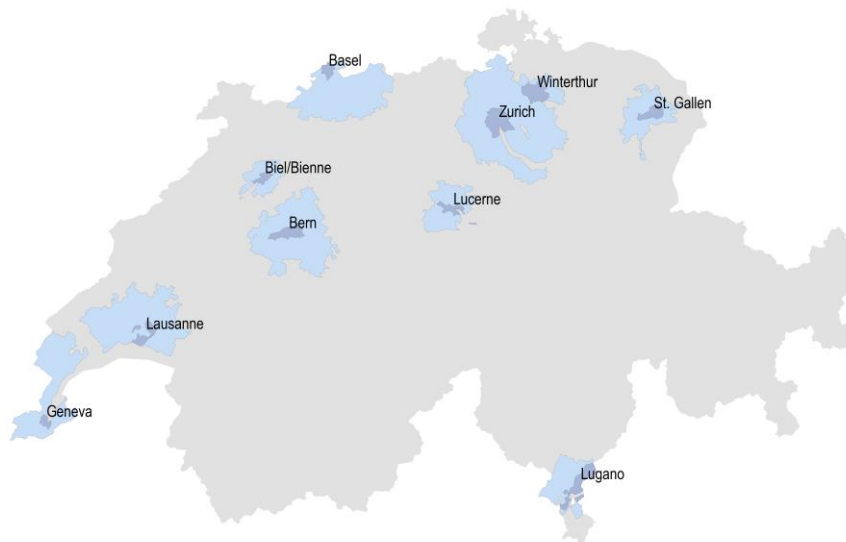 Basel
Winterthur
St. Gallen
Zurich
Biel/Bienne
Lucerne
Bern
Lausanne
Geneva
Lugano